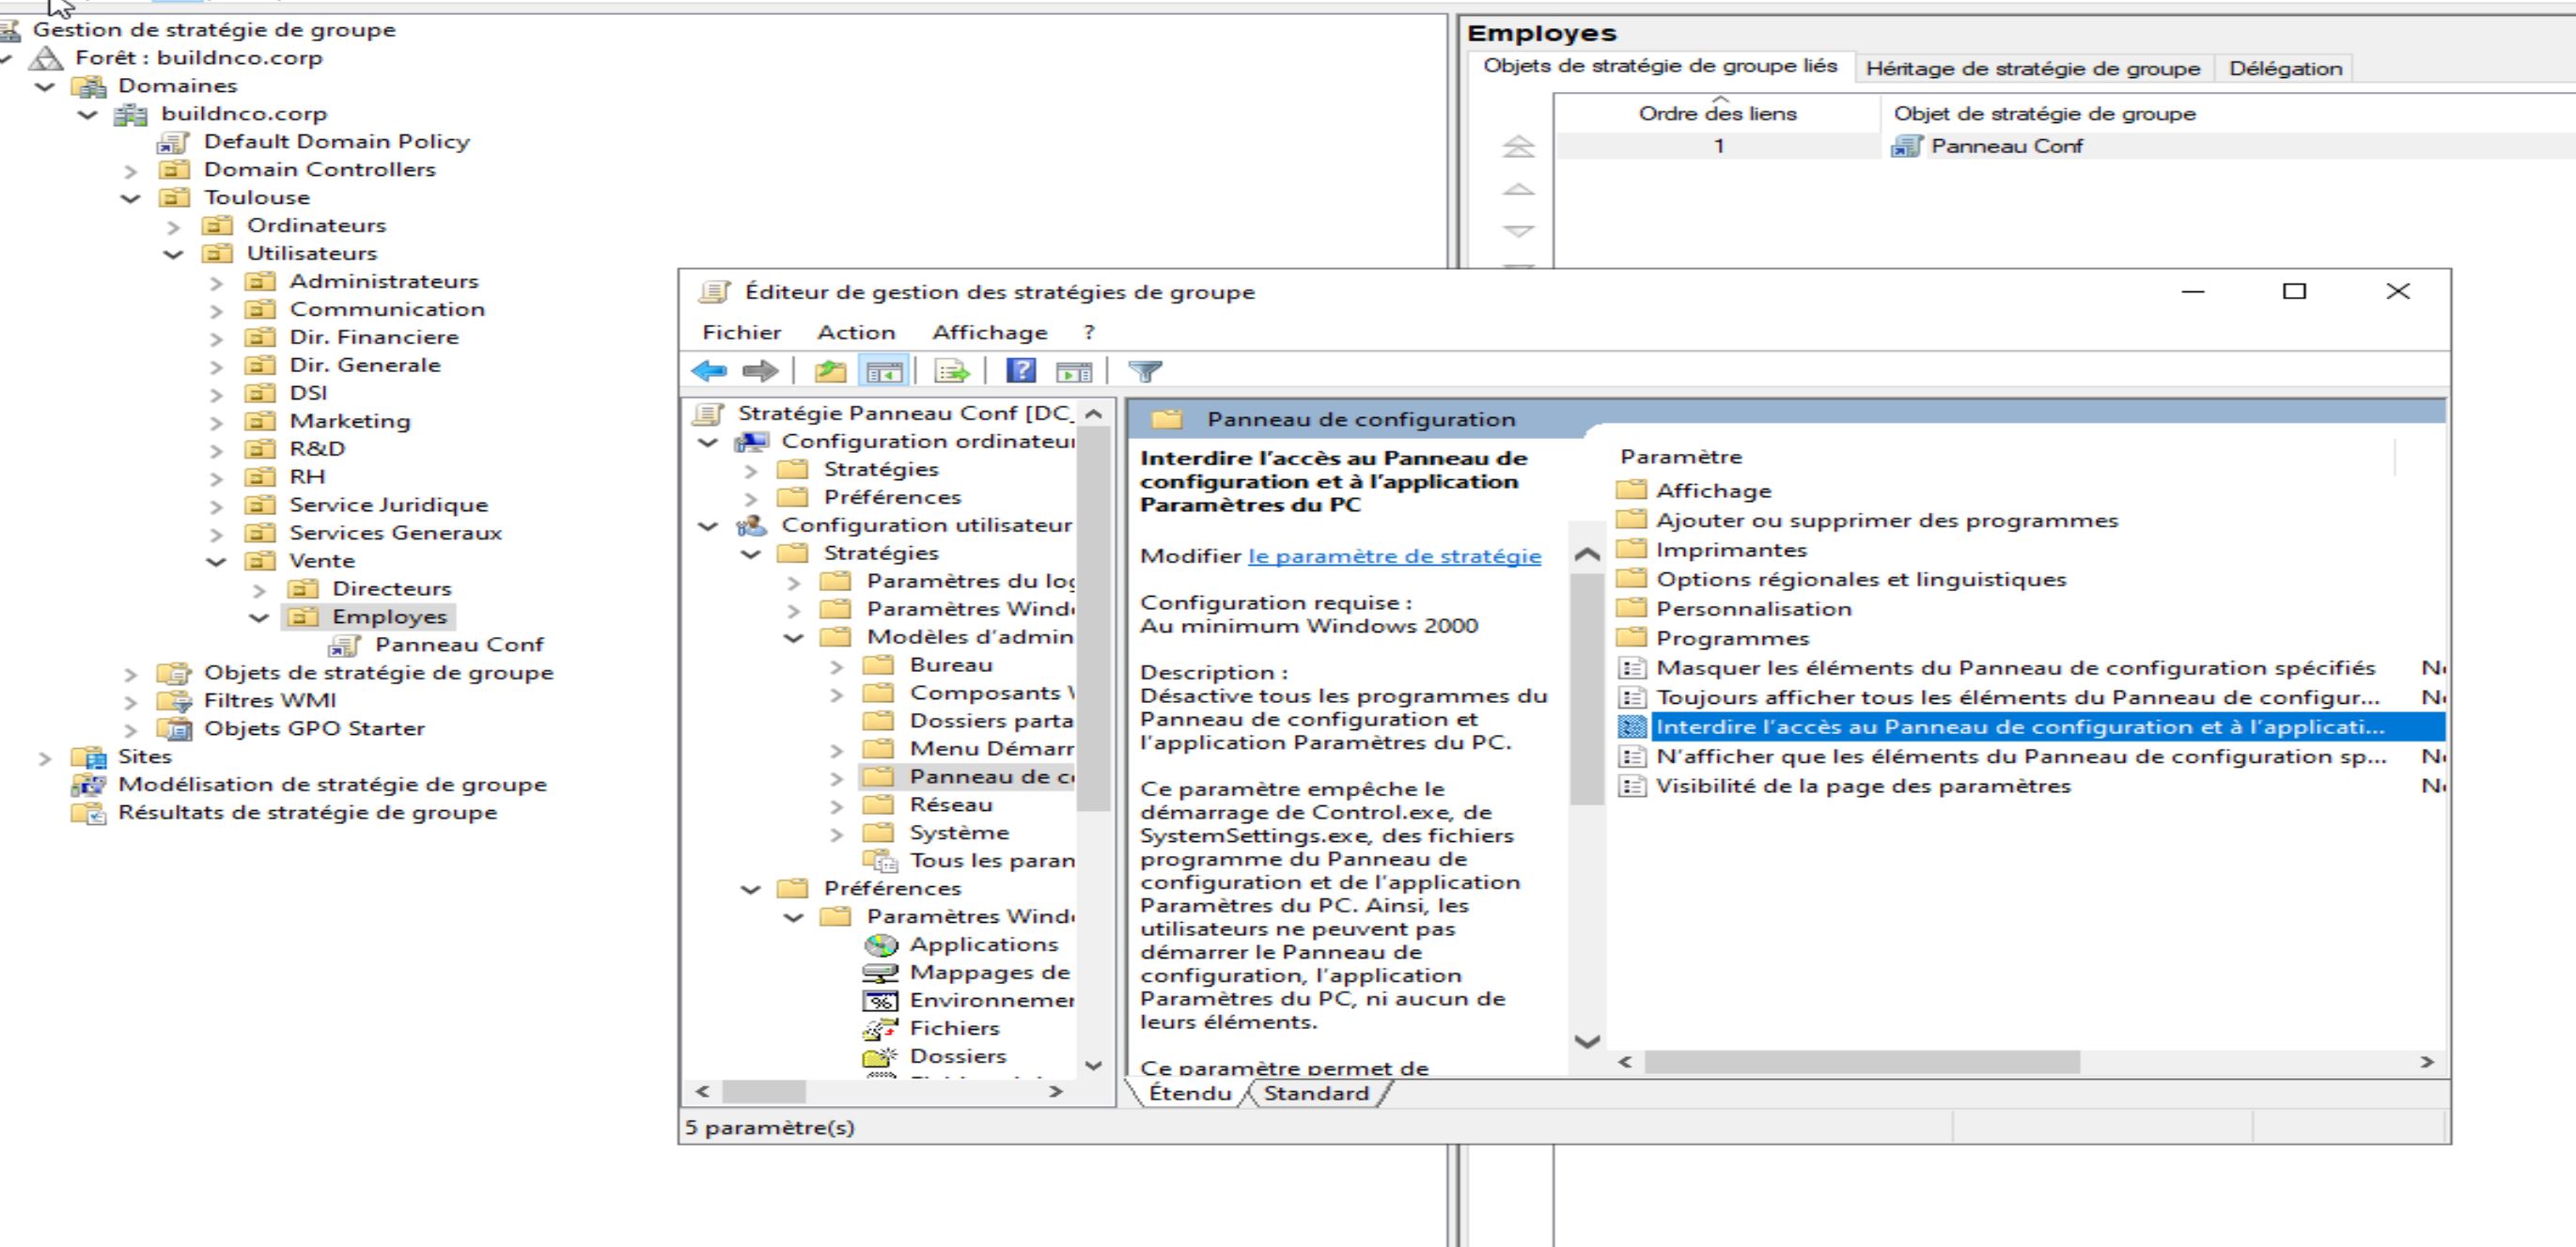 Gestion de stratégie de groupe
Forêt : buildnco.corp
Domaines
buildnco.corp
Default Domain Policy
Domain Controllers
Toulouse
Ordinateurs
Utilisateurs
Administrateurs
Communication
Dir. Financiere
Dir. Generale
DSI
Marketing
R&D
RH
Service Juridique
Services Generaux
Vente
Directeurs
Employes
Panneau Conf
Objets de stratégie de groupe
Filtres WMI
Objets GPO Starter
Sites
Modélisation de stratégie de groupe
Résultats de stratégie de groupe
Employes
Objets de stratégie de groupe liés Héritage de stratégie de groupe Délégation
Ordre des liens Objet de stratégie de groupe
1 Panneau Conf
Éditeur de gestion des stratégies de groupe
Fichier Action Affichage ?
Stratégie Panneau Conf [DC_
Configuration ordinateur
Stratégies
Préférences
Configuration utilisateur
Stratégies
Paramètres du log
Paramètres Wind
Modèles d'admin
Bureau
Composants
Dossiers parta
Menu Démarr
Panneau de c
Réseau
Système
Tous les param
Préférences
Paramètres Wind
Applications
Mappages de
Environnemen
Fichiers
Dossiers
Panneau de configuration
Interdire l'accès au Panneau de
configuration et à l'application
Paramètres du PC
Modifier le paramètre de stratégie
Configuration requise :
Au minimum Windows 2000
Description :
Désactive tous les programmes du
Panneau de configuration et
l'application Paramètres du PC.
Ce paramètre empêche le
démarrage de Control.exe, de
SystemSettings.exe, des fichiers
programme du Panneau de
configuration et de l'application
Paramètres du PC. Ainsi, les
utilisateurs ne peuvent pas
démarrer le Panneau de
configuration, l'application
Paramètres du PC, ni aucun de
leurs éléments.
Ce paramètre permet de
Paramètre
Affichage
Ajouter ou supprimer des programmes
Imprimantes
Options régionales et linguistiques
Personnalisation
Programmes
Masquer les éléments du Panneau de configuration spécifiés
Toujours afficher tous les éléments du Panneau de configur...
Interdire l'accès au Panneau de configuration et à l'applicati...
N'afficher que les éléments du Panneau de configuration sp...
Visibilité de la page des paramètres
Étendu Standard
5 paramètre(s)